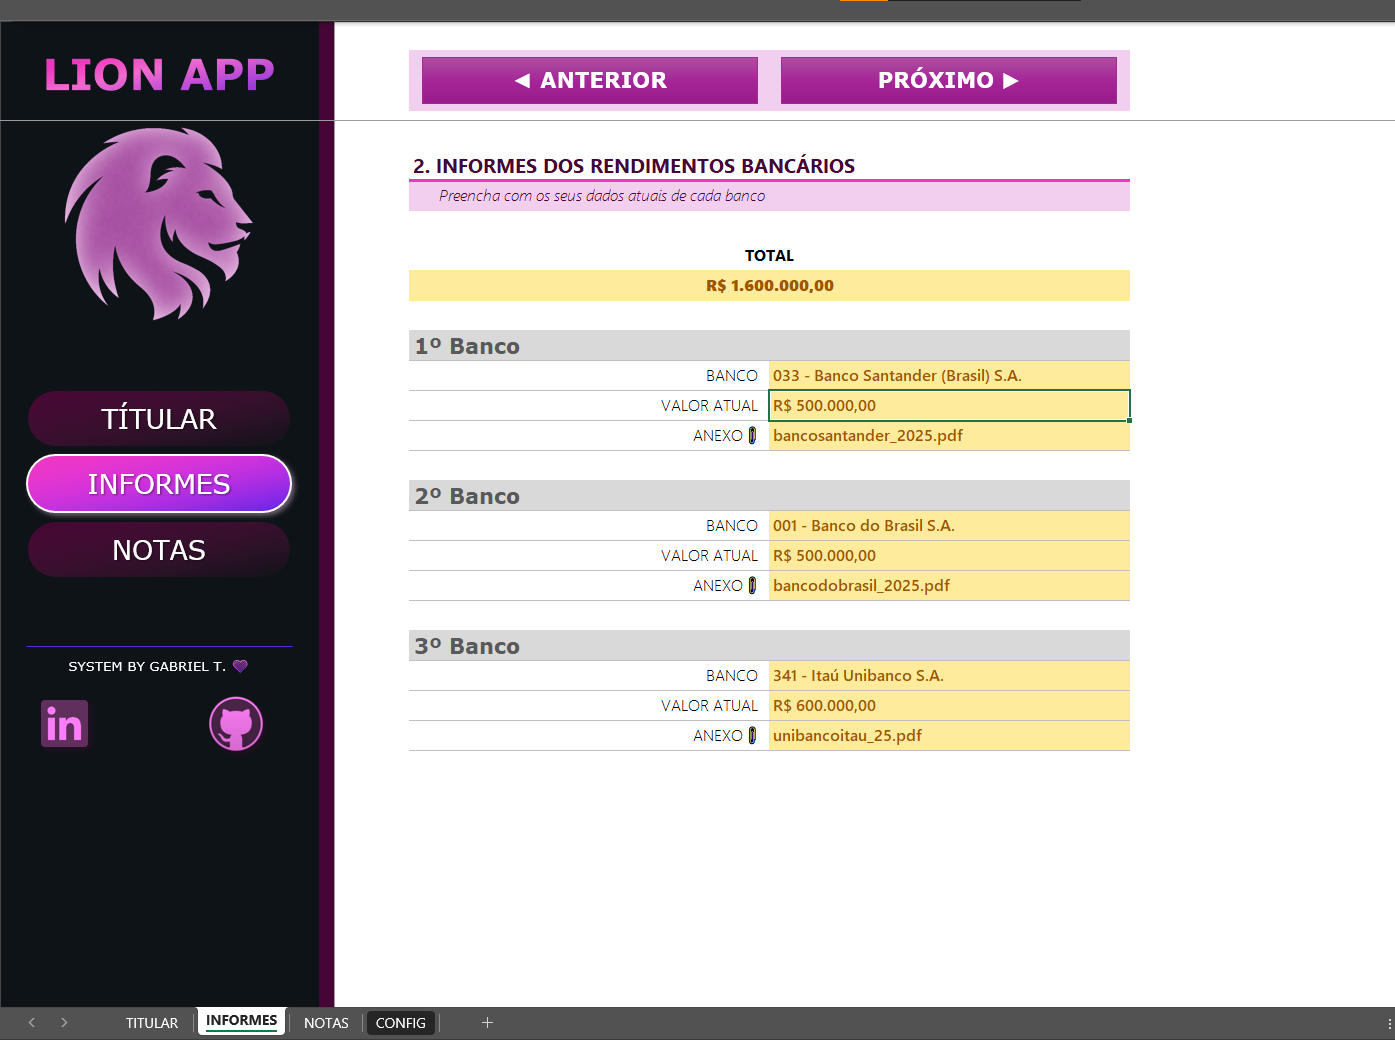 LION APP
◄ ANTERIOR
PRÓXIMO ►
2. INFORMES DOS RENDIMENTOS BANCÁRIOS
Preencha com os seus dados atuais de cada banco
TOTAL
R$ 1.600.000,00
1º Banco
BANCO 033 - Banco Santander (Brasil) S.A.
VALOR ATUAL R$ 500.000,00
ANEXO bancosantander_2025.pdf
2º Banco
BANCO 001 - Banco do Brasil S.A.
VALOR ATUAL R$ 500.000,00
ANEXO bancodobrasil_2025.pdf
3º Banco
BANCO 341 - Itaú Unibanco S.A.
VALOR ATUAL R$ 600.000,00
ANEXO unibancoitau_25.pdf
TÍTULAR
INFORMES
NOTAS
SYSTEM BY GABRIEL T. 💜
in
TITULAR INFORMES NOTAS CONFIG